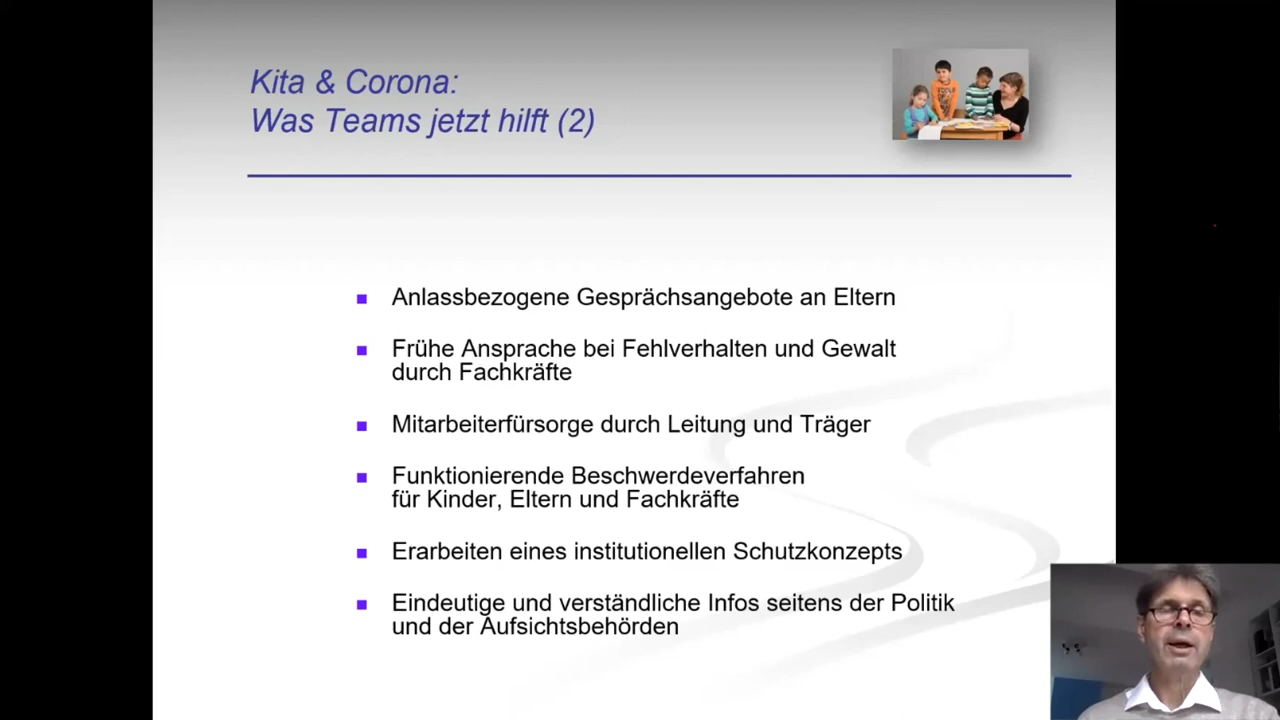 Kita & Corona:
Was Teams jetzt hilft (2)
Anlassbezogene Gesprächsangebote an Eltern
Frühe Ansprache bei Fehlverhalten und Gewalt
durch Fachkräfte
Mitarbeiterfürsorge durch Leitung und Träger
Funktionierende Beschwerdeverfahren
für Kinder, Eltern und Fachkräfte
Erarbeiten eines institutionellen Schutzkonzepts
Eindeutige und verständliche Infos seitens der Politik
und der Aufsichtsbehörden